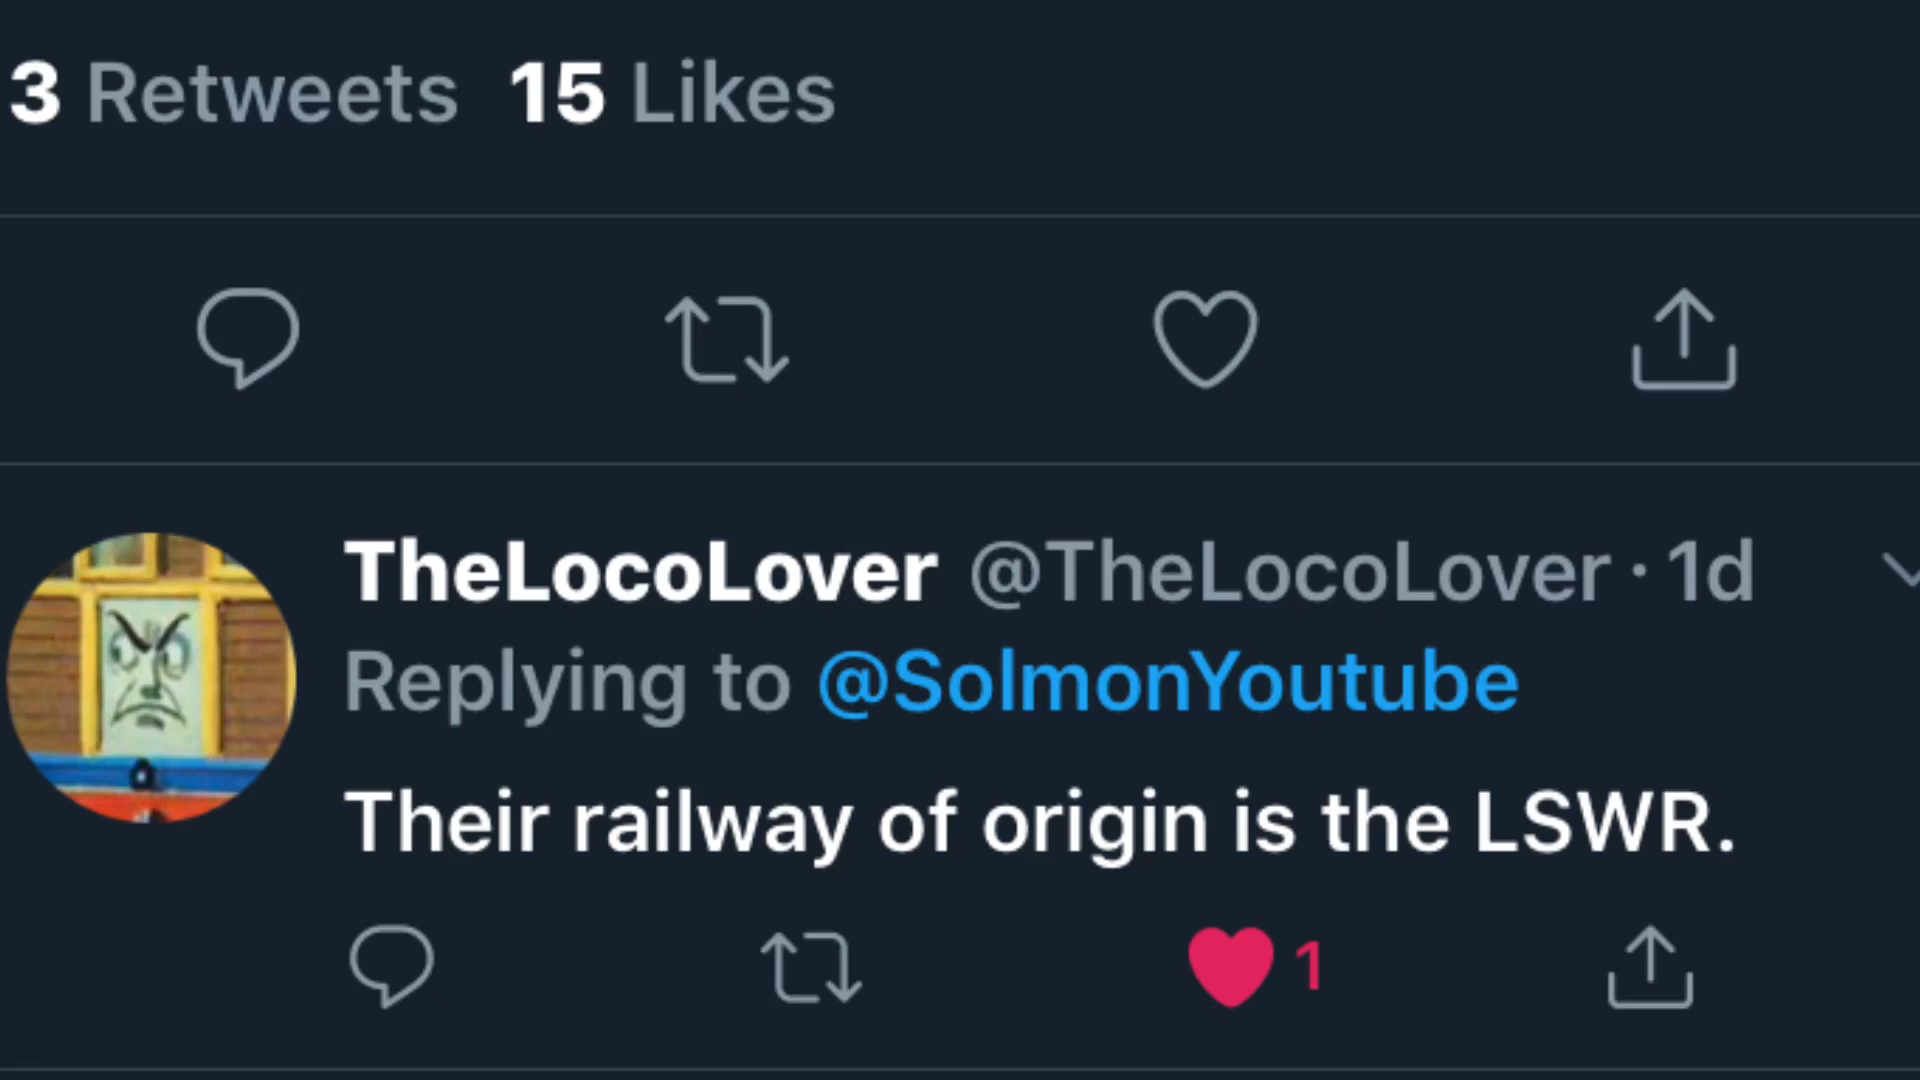 3 Retweets 15 Likes
TheLocoLover @TheLocoLover · 1d
Replying to @SolmonYoutube
Their railway of origin is the LSWR.
1